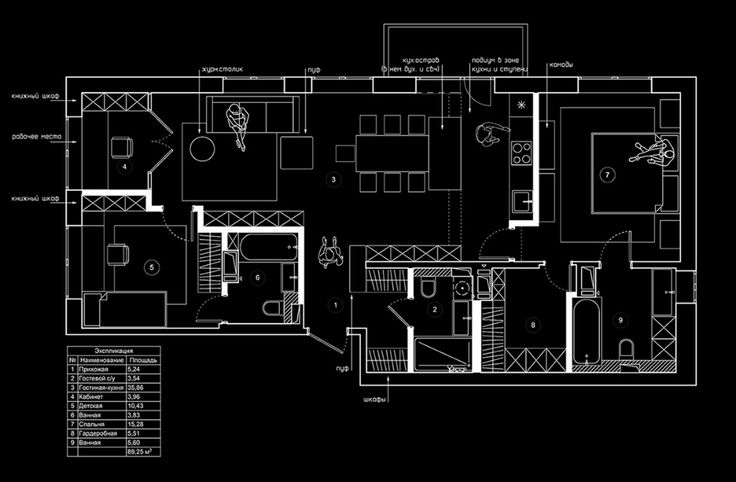 журн.столик
пуф
кух.остров
(в нем дух. и свч)
подиум в зоне
кухни и ступени
комоды
книжный шкаф
рабочее место
книжный шкаф
4
3
7
5
6
1
2
8
9
пуф
шкафы
Экспликация
№ Наименование Площадь
1 Прихожая 5,24
2 Гостевой с/у 3,54
3 Гостиная-кухня 35,86
4 Кабинет 3,96
5 Детская 10,43
6 Ванная 3,83
7 Спальня 15,28
8 Гардеробная 5,51
9 Ванная 5,60
89,25 м²